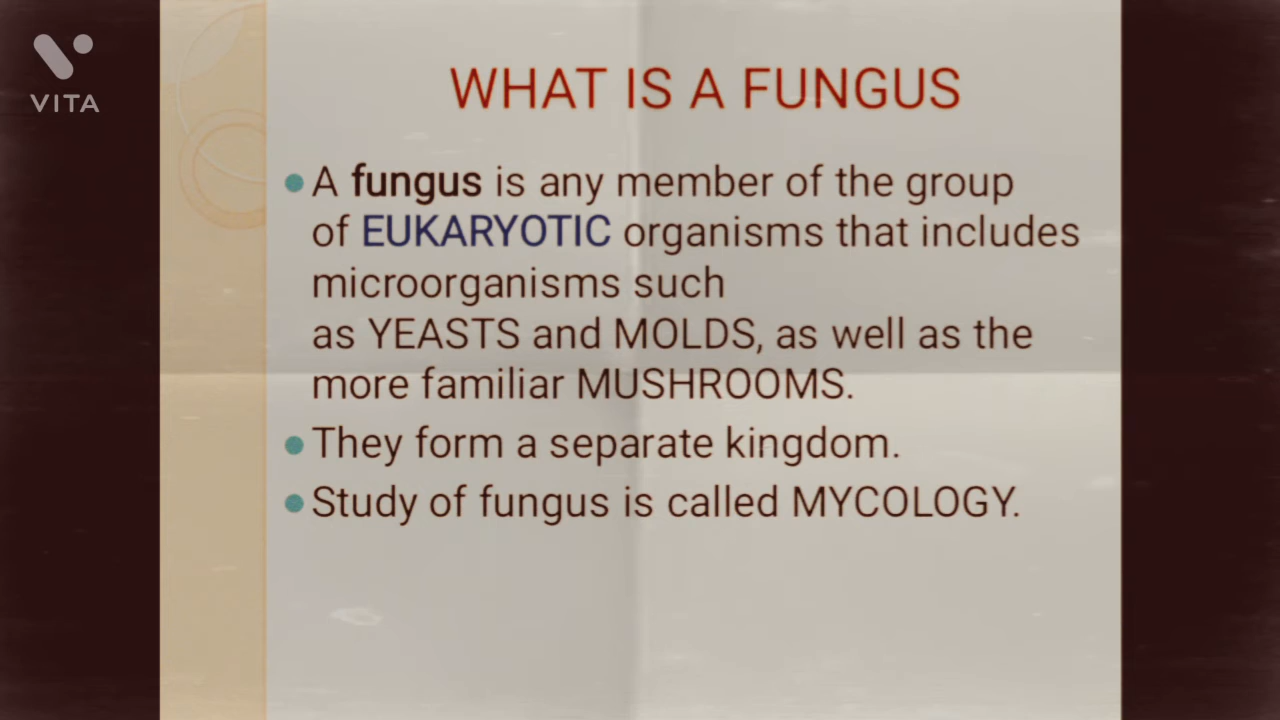 VITA
WHAT IS A FUNGUS
A fungus is any member of the group
of EUKARYOTIC organisms that includes
microorganisms such
as YEASTS and MOLDS, as well as the
more familiar MUSHROOMS.
They form a separate kingdom.
Study of fungus is called MYCOLOGY.